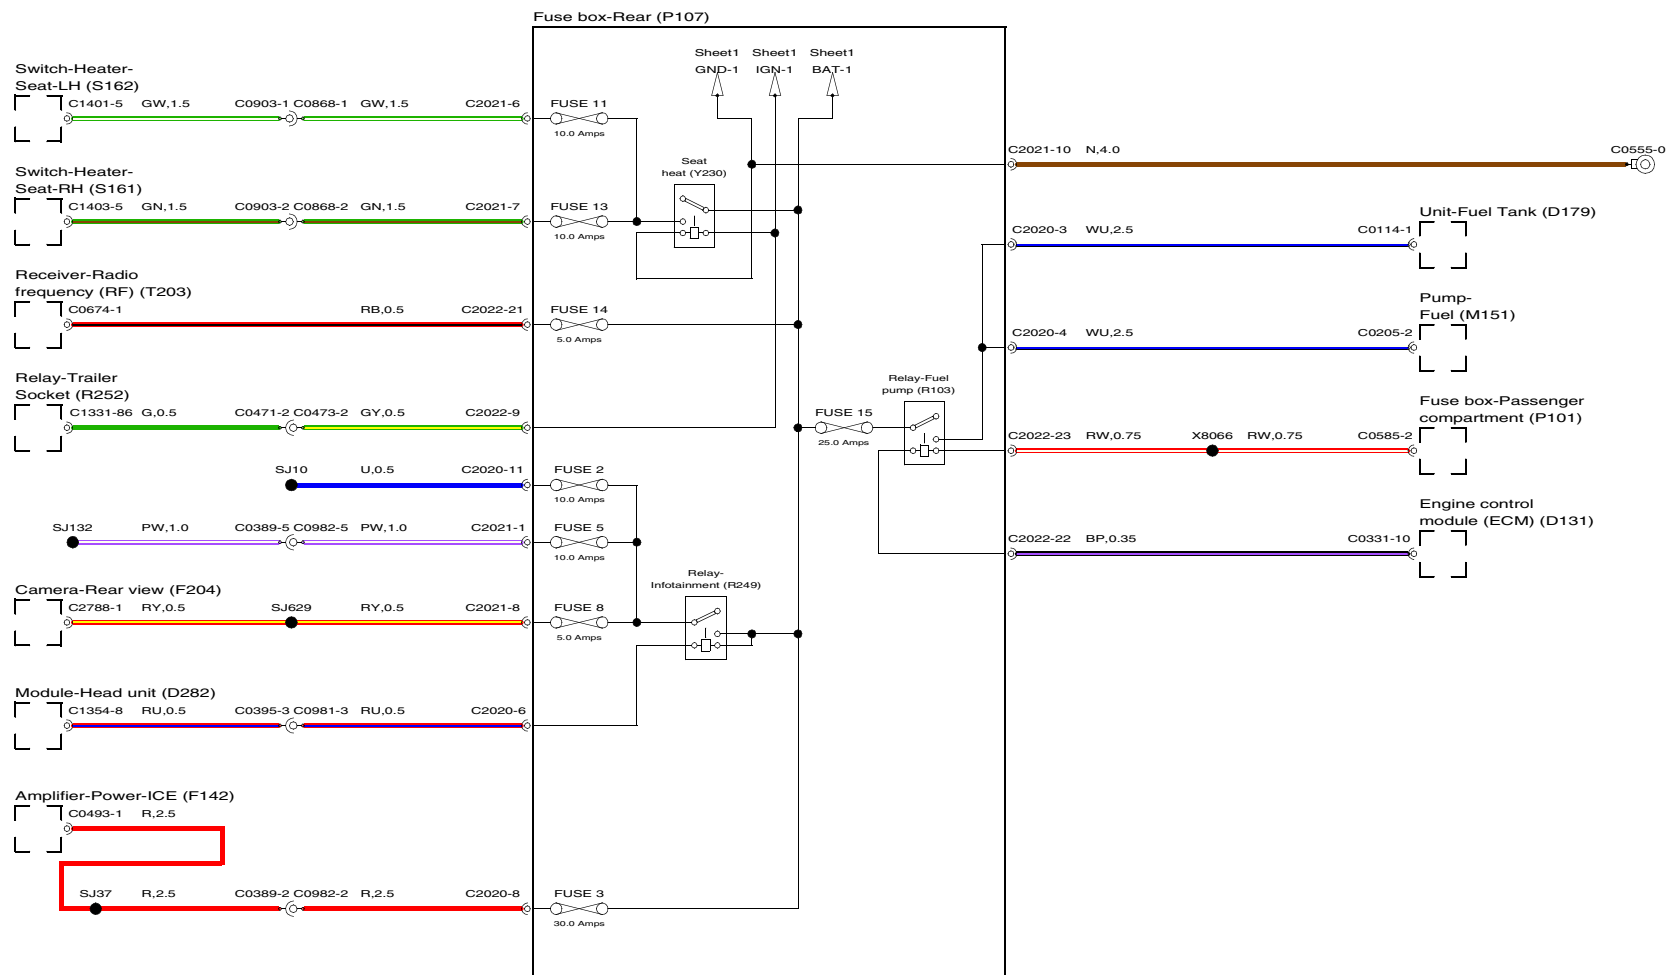 Fuse box-Rear (P107)
Sheet1 Sheet1 Sheet1
GND-1 IGN-1 BAT-1
Switch-Heater-
Seat-LH (S162)
C1401-5 GW,1.5 C0903-1 C0868-1 GW,1.5 C2021-6 FUSE 11
10.0 Amps
Seat
heat (Y230)
Switch-Heater-
Seat-RH (S161)
C1403-5 GN,1.5 C0903-2 C0868-2 GN,1.5 C2021-7 FUSE 13
10.0 Amps
Receiver-Radio
frequency (RF) (T203)
C0674-1 RB,0.5 C2022-21 FUSE 14
5.0 Amps
Relay-Trailer
Socket (R252)
C1331-86 G,0.5 C0471-2 C0473-2 GY,0.5 C2022-9
SJ10 U,0.5 C2020-11 FUSE 2
10.0 Amps
SJ132 PW,1.0 C0389-5 C0982-5 PW,1.0 C2021-1 FUSE 5
10.0 Amps
Relay-
Infotainment (R249)
Camera-Rear view (F204)
C2788-1 RY,0.5 SJ629 RY,0.5 C2021-8 FUSE 8
5.0 Amps
Module-Head unit (D282)
C1354-8 RU,0.5 C0395-3 C0981-3 RU,0.5 C2020-6
Amplifier-Power-ICE (F142)
C0493-1 R,2.5
SJ37 R,2.5 C0389-2 C0982-2 R,2.5 C2020-8 FUSE 3
30.0 Amps
Relay-Fuel
pump (R103)
FUSE 15
25.0 Amps
C2021-10 N,4.0 C0555-0
Unit-Fuel Tank (D179)
C2020-3 WU,2.5 C0114-1
Pump-
Fuel (M151)
C2020-4 WU,2.5 C0205-2
Fuse box-Passenger
compartment (P101)
C2022-23 RW,0.75 X8066 RW,0.75 C0585-2
Engine control
module (ECM) (D131)
C2022-22 BP,0.35 C0331-10